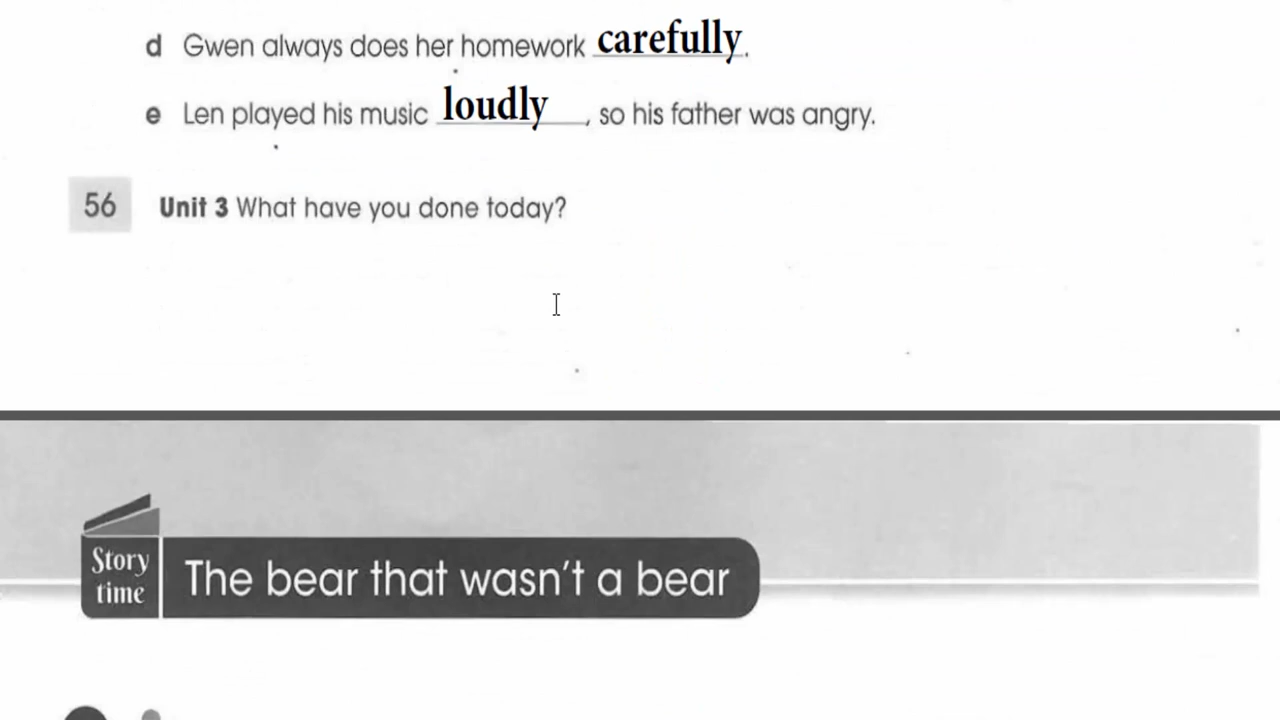 d Gwen always does her homework carefully.
e Len played his music loudly, so his father was angry.
56 Unit 3 What have you done today?
Story
time
The bear that wasn't a bear